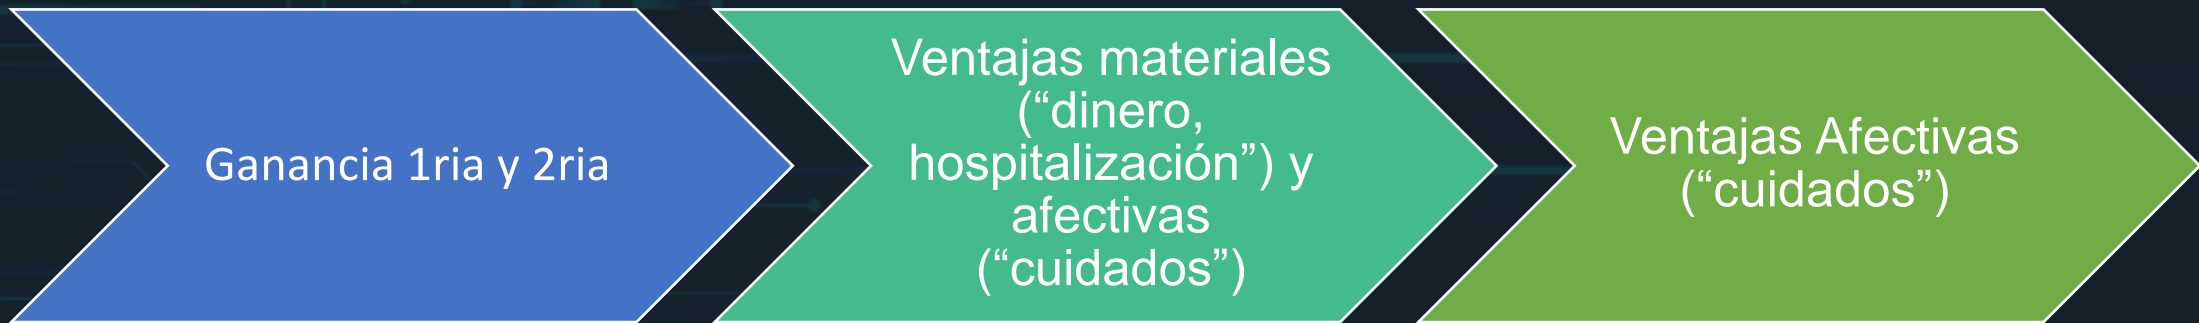 Ganancia 1ria y 2ria
Ventajas materiales
(“dinero,
hospitalización”) y
afectivas
(“cuidados”)
Ventajas Afectivas
(“cuidados”)